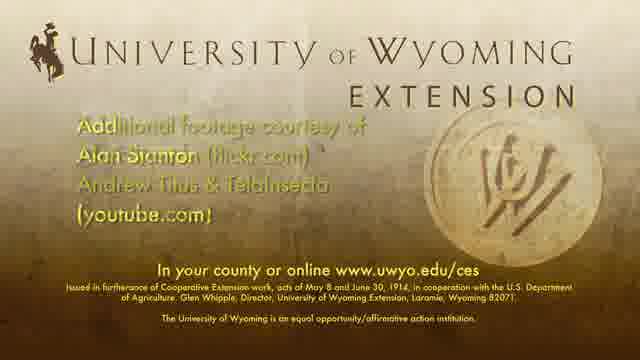 UNIVERSITY OF WYOMING
EXTENSION
Additional footage courtesy of
Alan Stanton (flickr.com)
Andrew Titus & TelaInsecta
(youtube.com)
In your county or online www.uwyo.edu/ces
Issued in furtherance of Cooperative Extension work, acts of May 8 and June 30, 1914, in cooperation with the U.S. Department
of Agriculture. Glen Whipple, Director, University of Wyoming Extension, Laramie, Wyoming 82071.
The University of Wyoming is an equal opportunity/affirmative action institution.